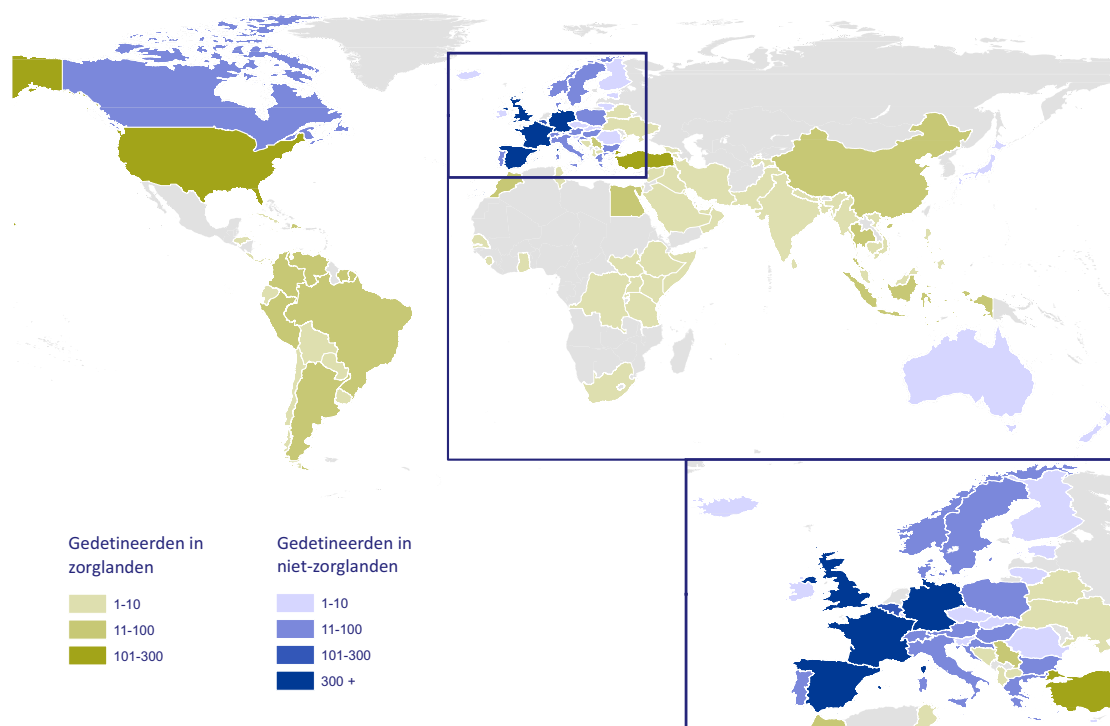 Gedetineerden in
zorglanden
1-10
11-100
101-300
Gedetineerden in
niet-zorglanden
1-10
11-100
101-300
300 +